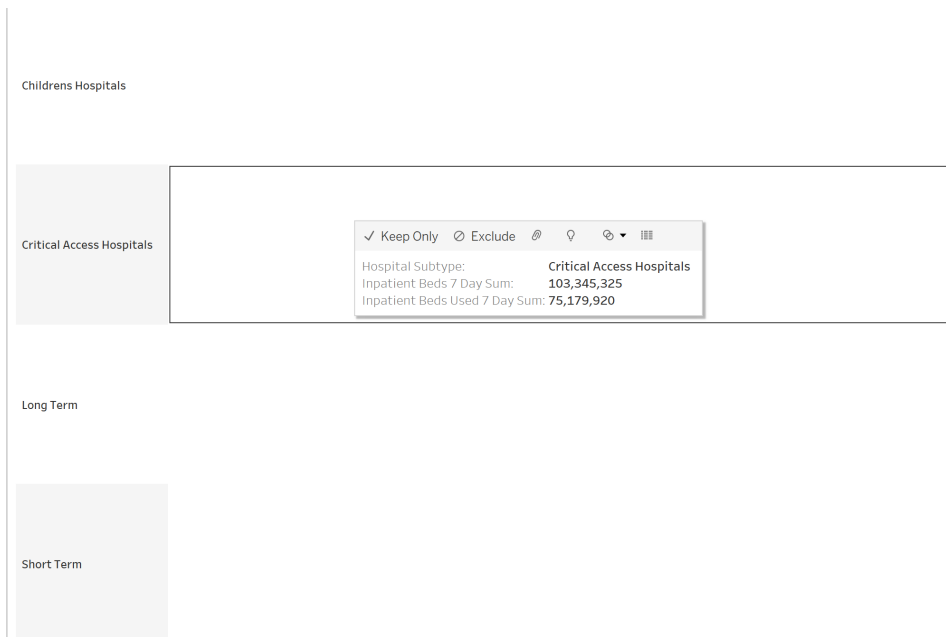 Childrens Hospitals
Critical Access Hospitals
Keep Only Exclude
Hospital Subtype: Critical Access Hospitals
Inpatient Beds 7 Day Sum: 103,345,325
Inpatient Beds Used 7 Day Sum: 75,179,920
Long Term
Short Term